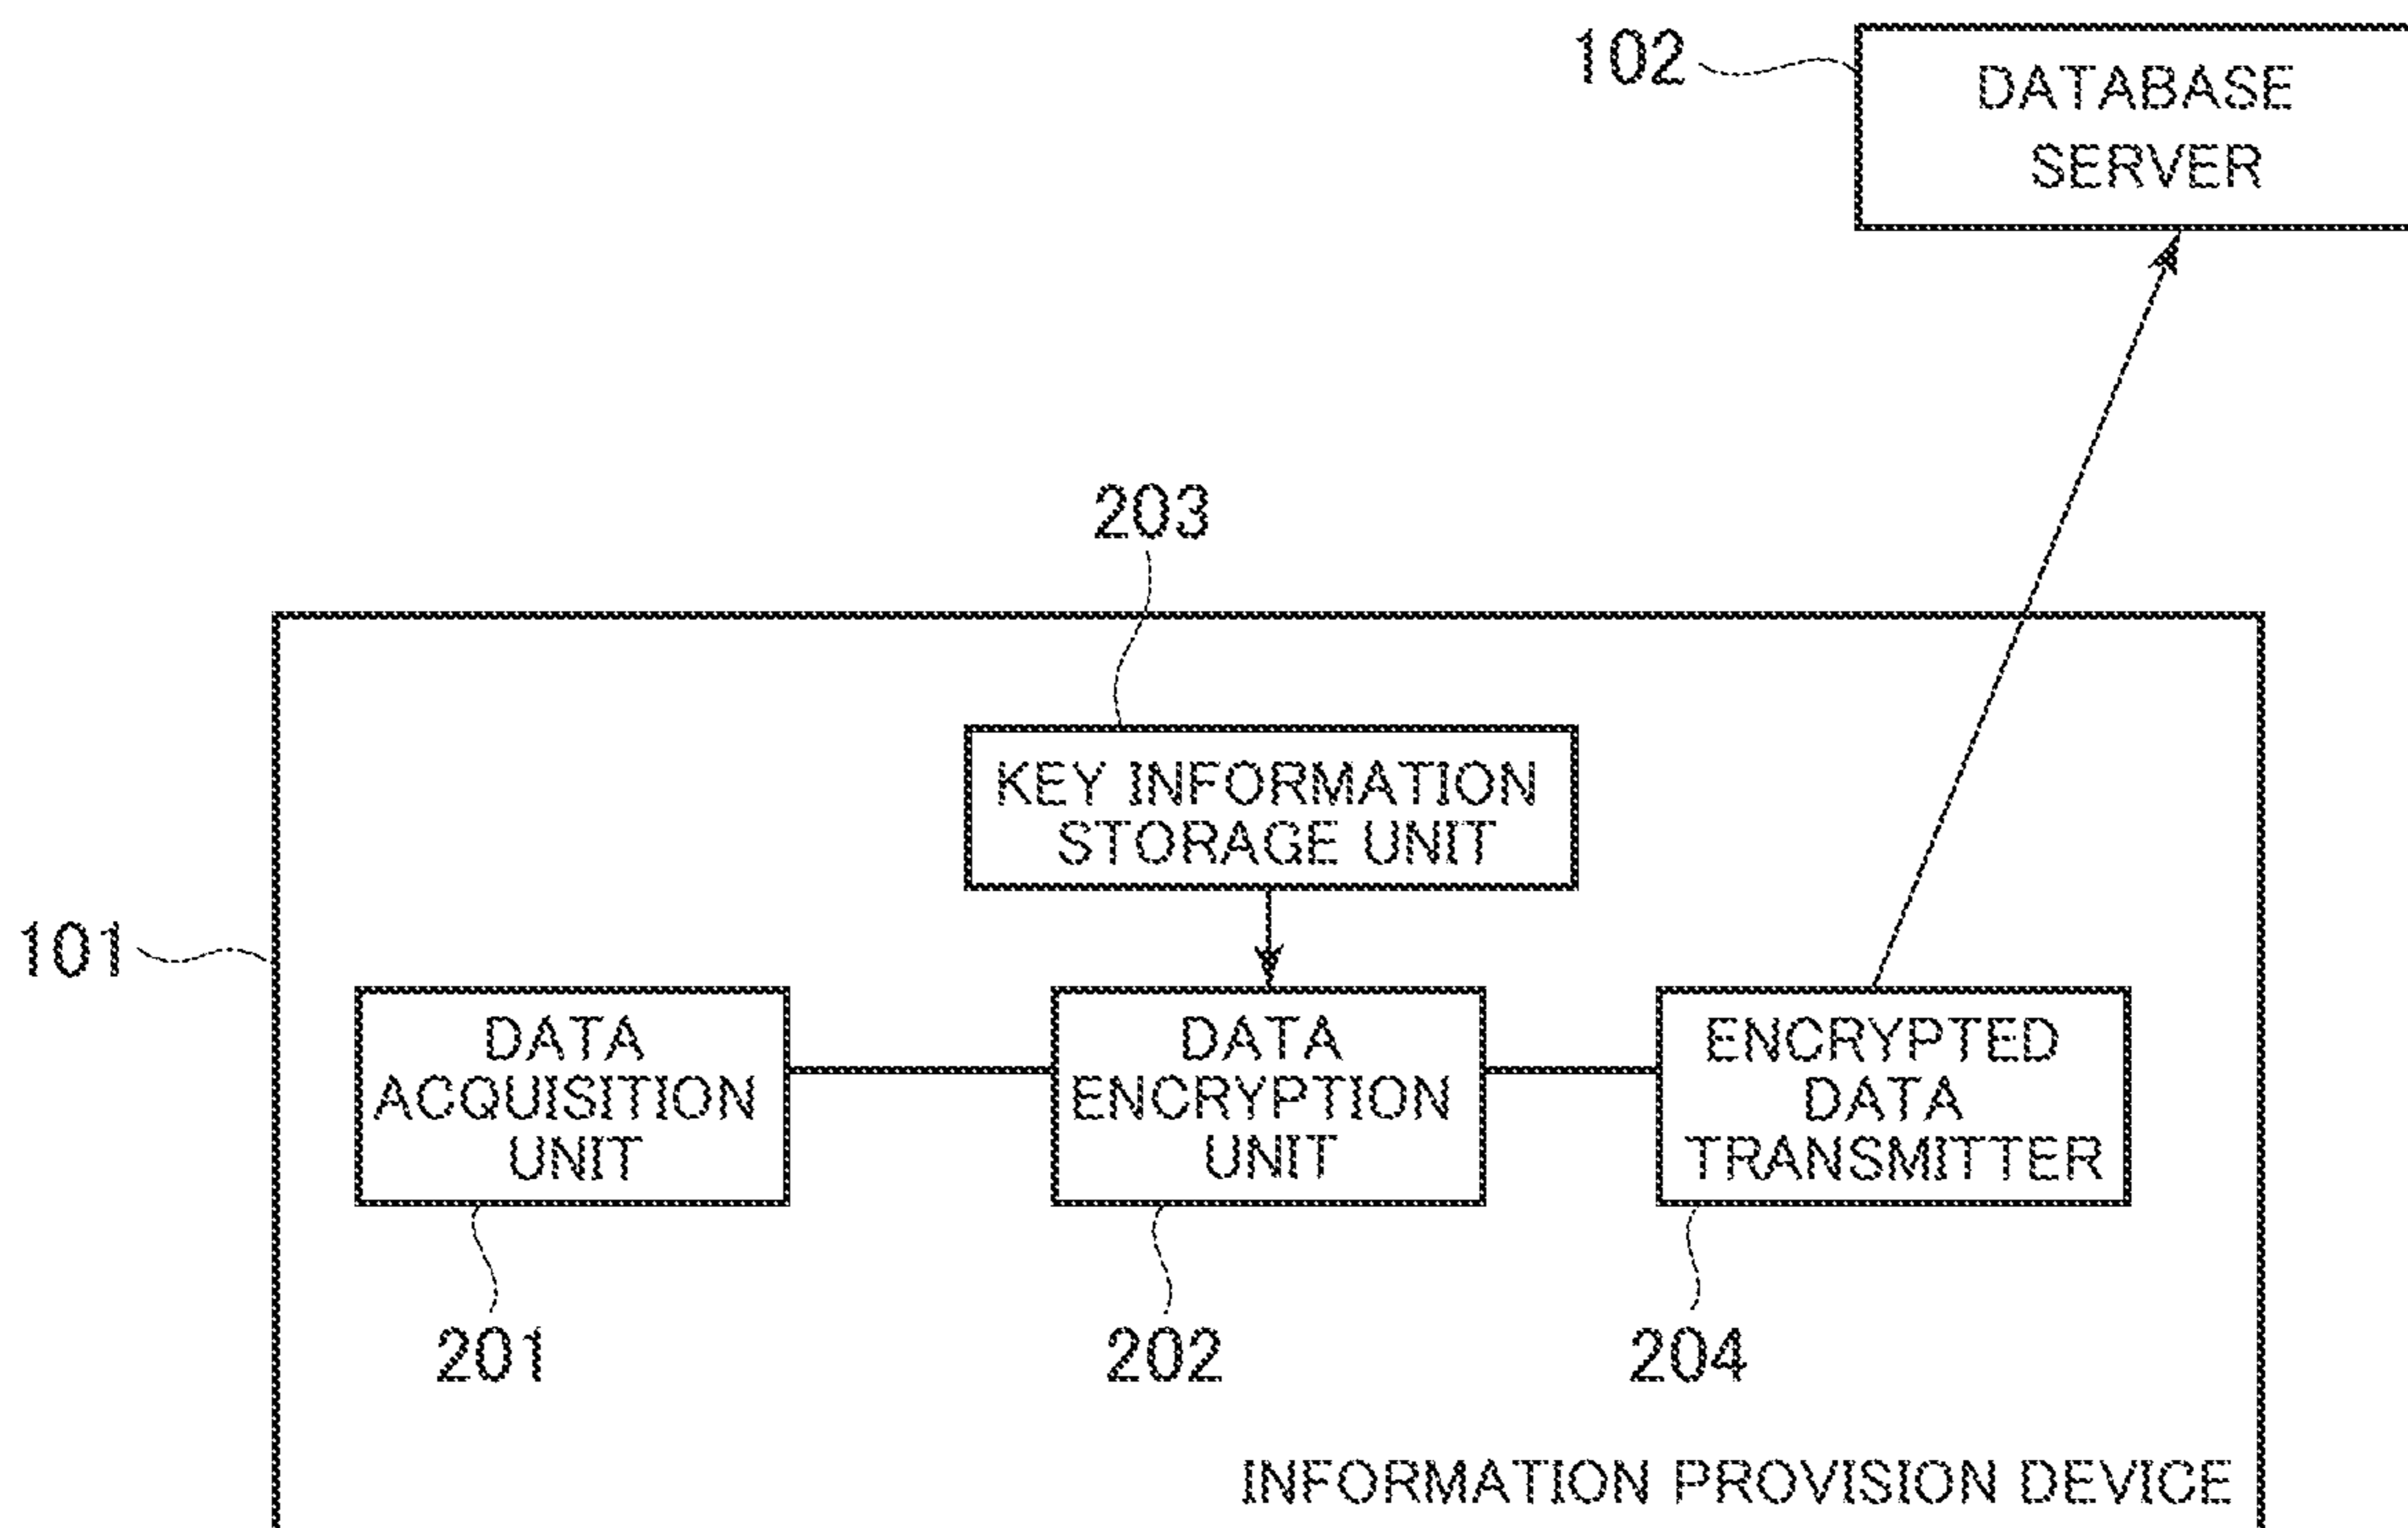 102
DATABASE
SERVER
203
KEY INFORMATION
STORAGE UNIT
101
DATA
ACQUISITION
UNIT
DATA
ENCRYPTION
UNIT
ENCRYPTED
DATA
TRANSMITTER
201
202
204
INFORMATION PROVISION DEVICE